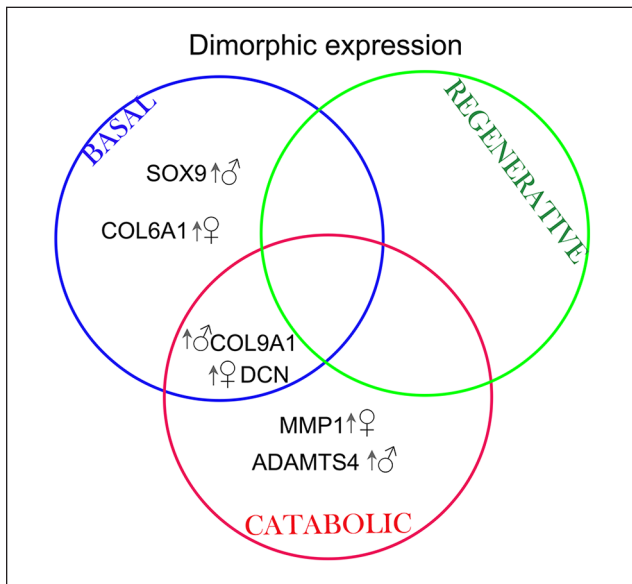 Dimorphic expression
BASAL
REGENERATIVE
SOX9↑♂
COL6A1↑♀
↑♂COL9A1
↑♀DCN
MMP1↑♀
ADAMTS4 ↑♂
CATABOLIC